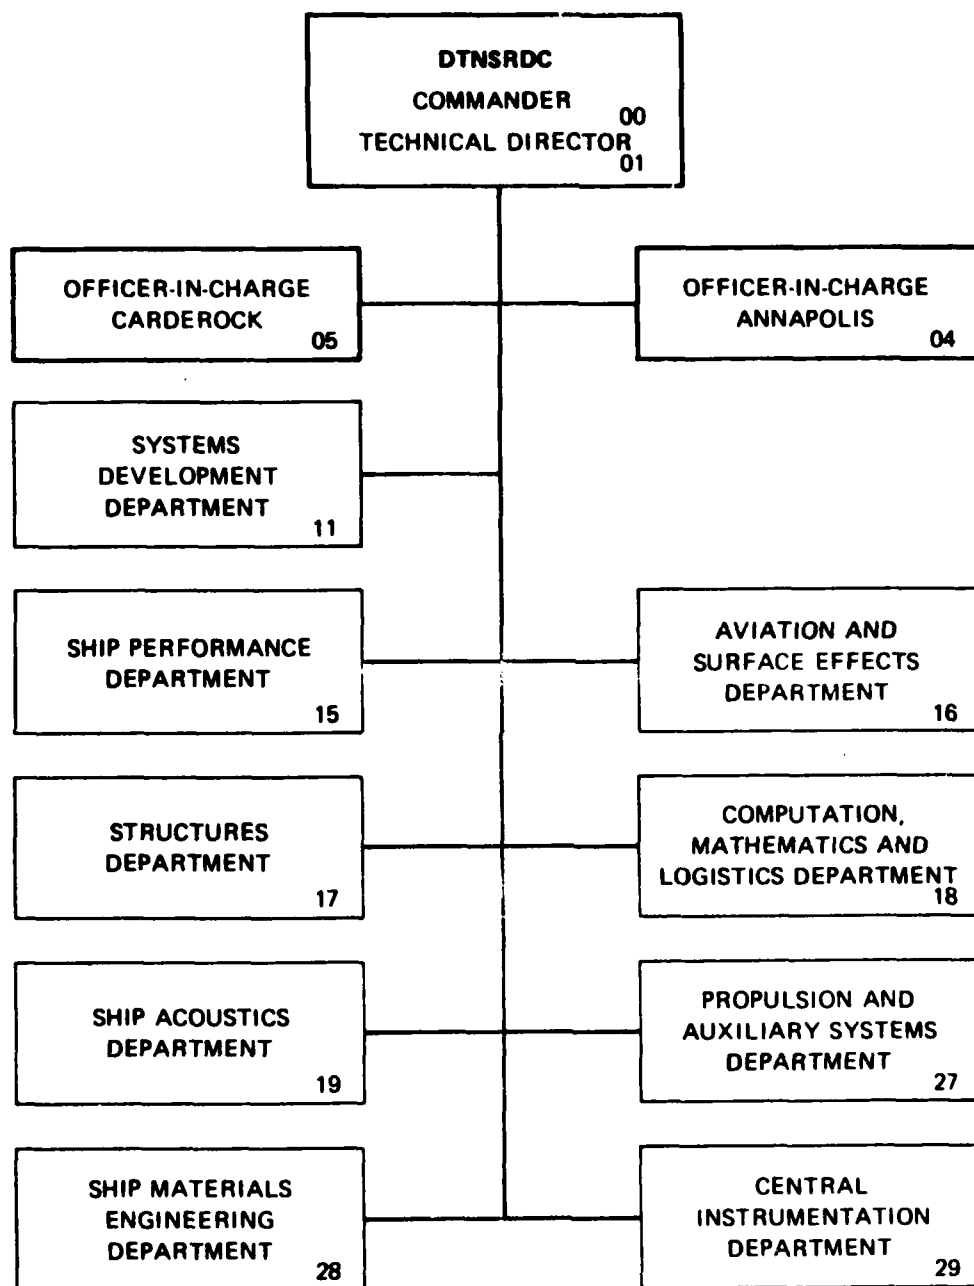 DTNSRDC
COMMANDER
00
TECHNICAL DIRECTOR
01
OFFICER-IN-CHARGE
CARDEROCK
05
OFFICER-IN-CHARGE
ANNAPOLIS
04
SYSTEMS
DEVELOPMENT
DEPARTMENT
11
SHIP PERFORMANCE
DEPARTMENT
15
AVIATION AND
SURFACE EFFECTS
DEPARTMENT
16
STRUCTURES
DEPARTMENT
17
COMPUTATION,
MATHEMATICS AND
LOGISTICS DEPARTMENT
18
SHIP ACOUSTICS
DEPARTMENT
19
PROPULSION AND
AUXILIARY SYSTEMS
DEPARTMENT
27
SHIP MATERIALS
ENGINEERING
DEPARTMENT
28
CENTRAL
INSTRUMENTATION
DEPARTMENT
29